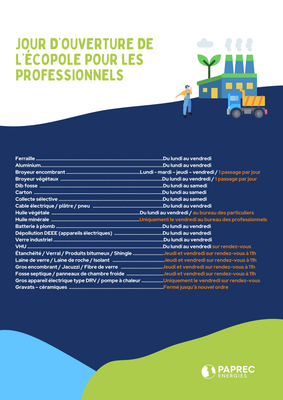 JOUR D'OUVERTURE DE
L'ÉCOPOLE POUR LES
PROFESSIONNELS
Ferraille ........Du lundi au vendredi
Aluminium........Du lundi au vendredi
Broyeur encombrant ........Lundi - mardi - jeudi - vendredi / 1 passage par jour
Broyeur végétaux ........Du lundi au vendredi / 1 passage par jour
Dib fosse ........Du lundi au samedi
Carton ........Du lundi au samedi
Collecte sélective ........Du lundi au samedi
Cable électrique / plâtre / pneu ........Du lundi au vendredi
Huile végétale ........Du lundi au vendredi / au bureau des particuliers
Huile minérale ........Uniquement le vendredi au bureau des professionnels
Batterie à plomb ........Du lundi au vendredi
Dépollution DEEE (appareils électriques) ........Du lundi au vendredi
Verre industriel ........Du lundi au vendredi
VHU ........Du lundi au vendredi sur rendez-vous
Étanchéité / Verral / Produits bitumeux / Shingle ........Jeudi et vendredi sur rendez-vous à 11h
Laine de verre / Laine de roche / Isolant ........Jeudi et vendredi sur rendez-vous à 11h
Gros encombrant / Jacuzzi / Fibre de verre ........Jeudi et vendredi sur rendez-vous à 11h
Fosse septique / panneaux de chambre froide ........Jeudi et vendredi sur rendez-vous à 11h
Gros appareil électrique type DRV / pompe à chaleur ........Uniquement le vendredi sur rendez-vous
Gravats - céramiques ........Fermé jusqu'à nouvel ordre
PAPREC
ENERGIES